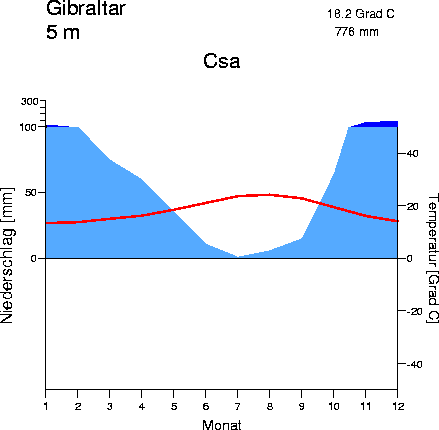 Gibraltar
5 m
18.2 Grad C
776 mm
Csa
300
100
50
0
Niederschlag [mm]
40
20
0
-20
-40
Temperatur [Grad C]
1 2 3 4 5 6 7 8 9 10 11 12
Monat